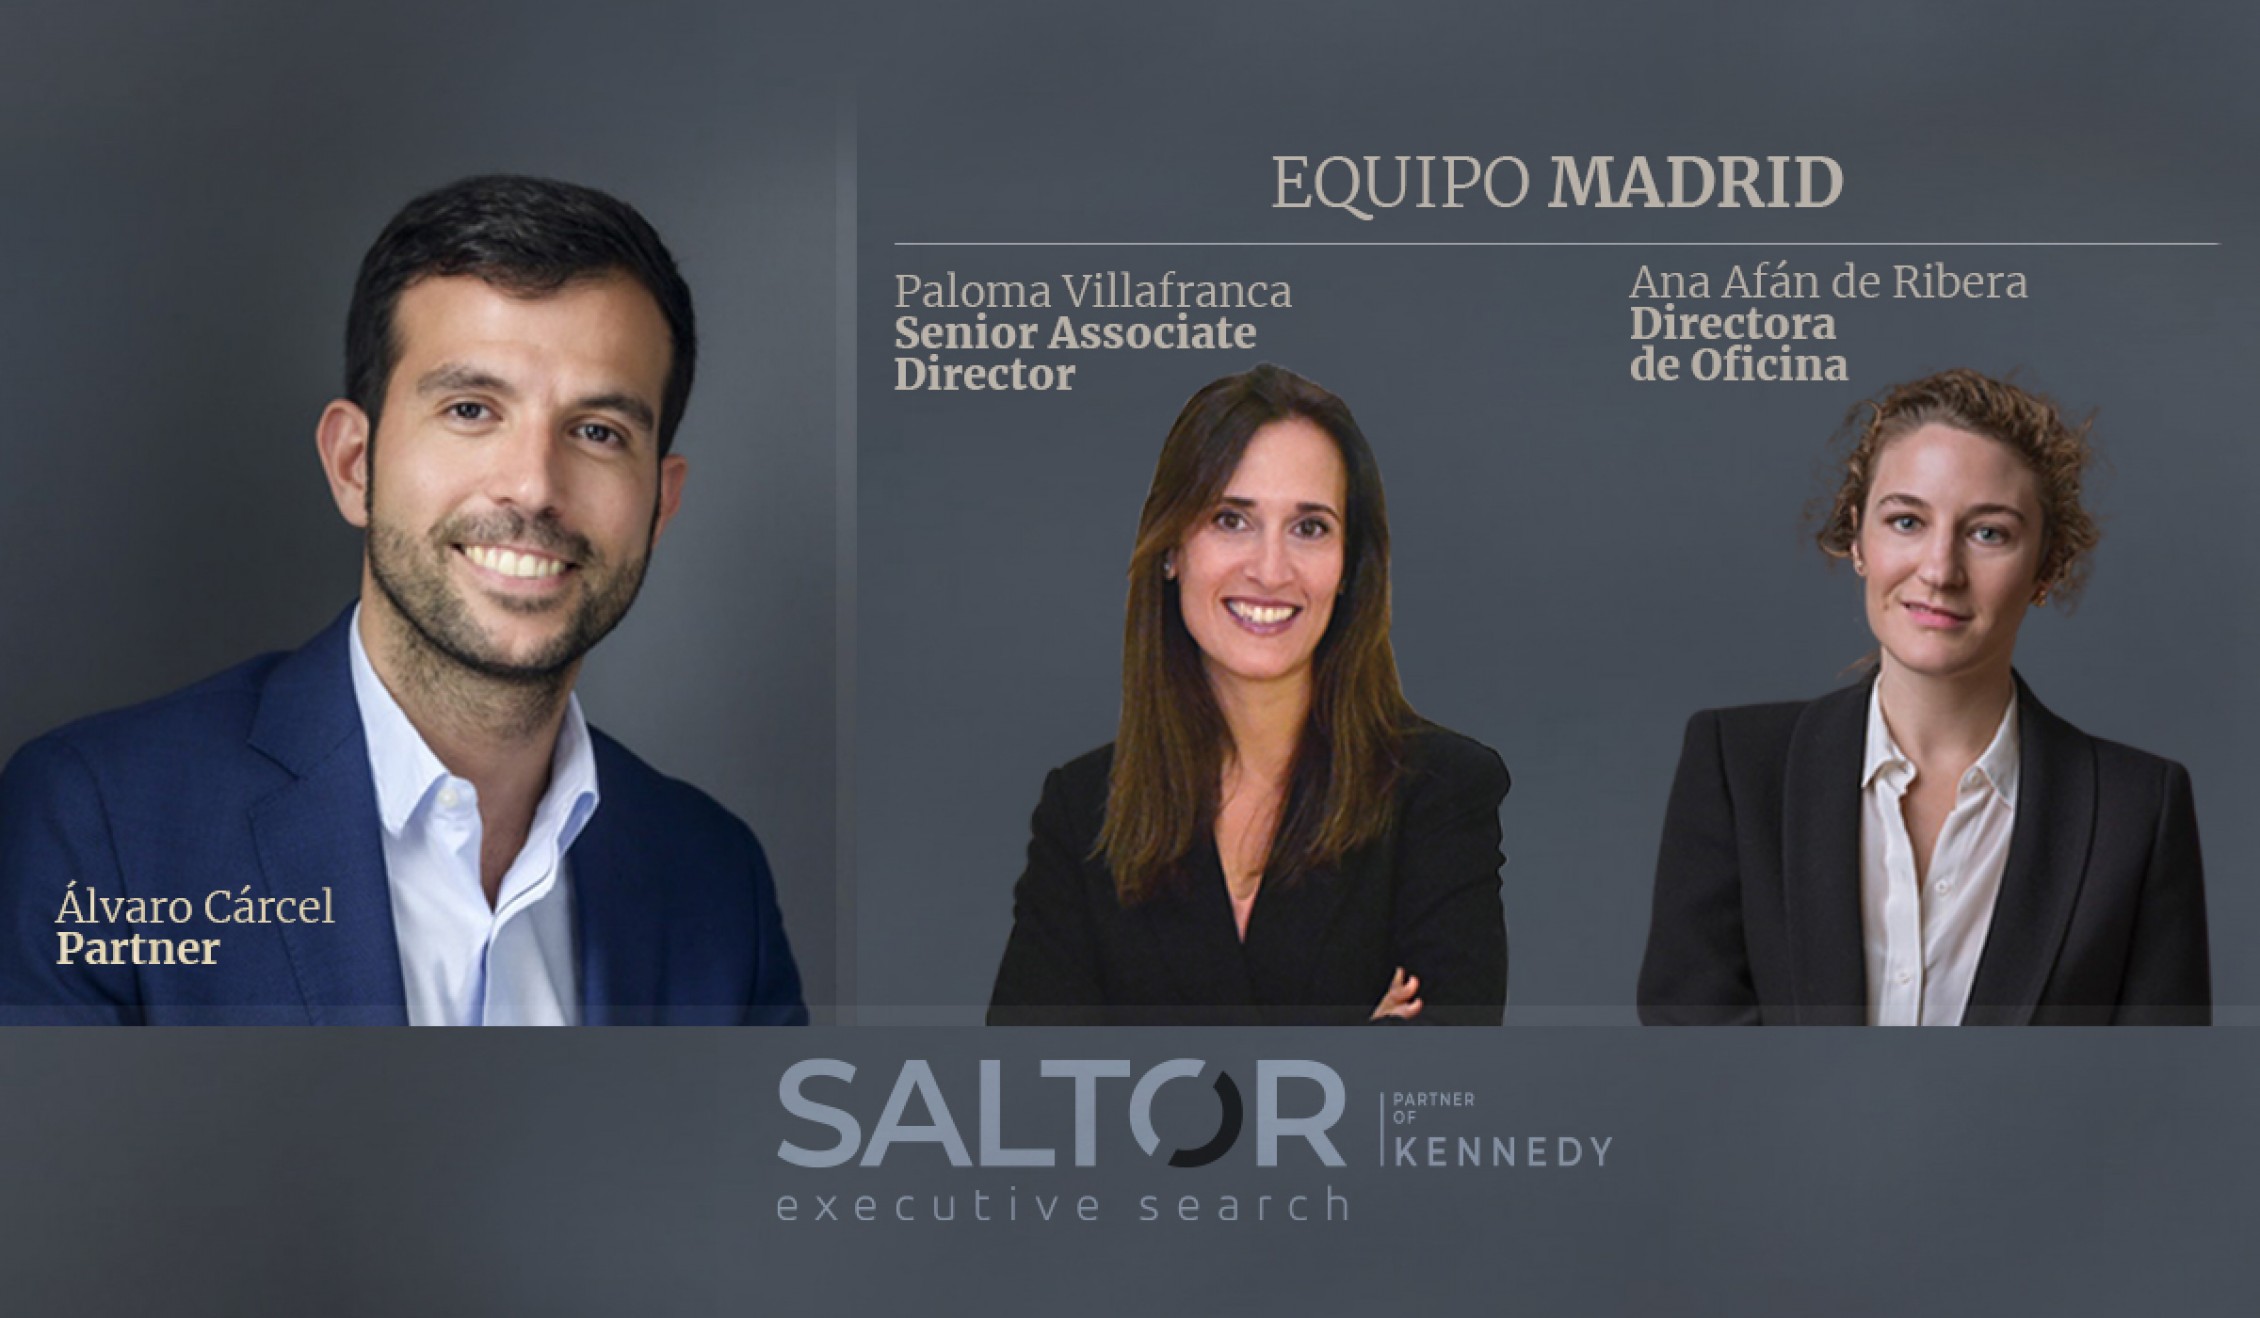 EQUIPO MADRID
Paloma Villafranca
Senior Associate
Director
Ana Afán de Ribera
Directora
de Oficina
Álvaro Cárcel
Partner
SALTOR
executive search
PARTNER
OF
KENNEDY